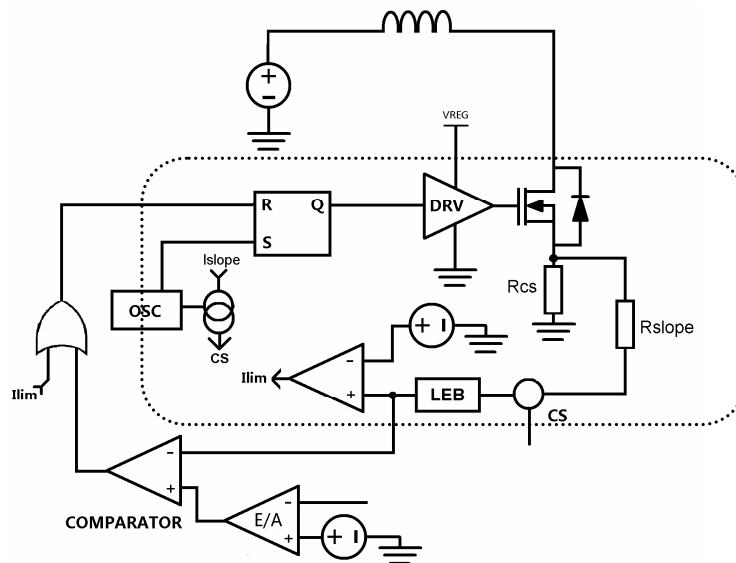 VREG
R Q
DRV
S
Islope
OSC
CS
Rcs
Rslope
Ilim
LEB
CS
Ilim
COMPARATOR
E/A